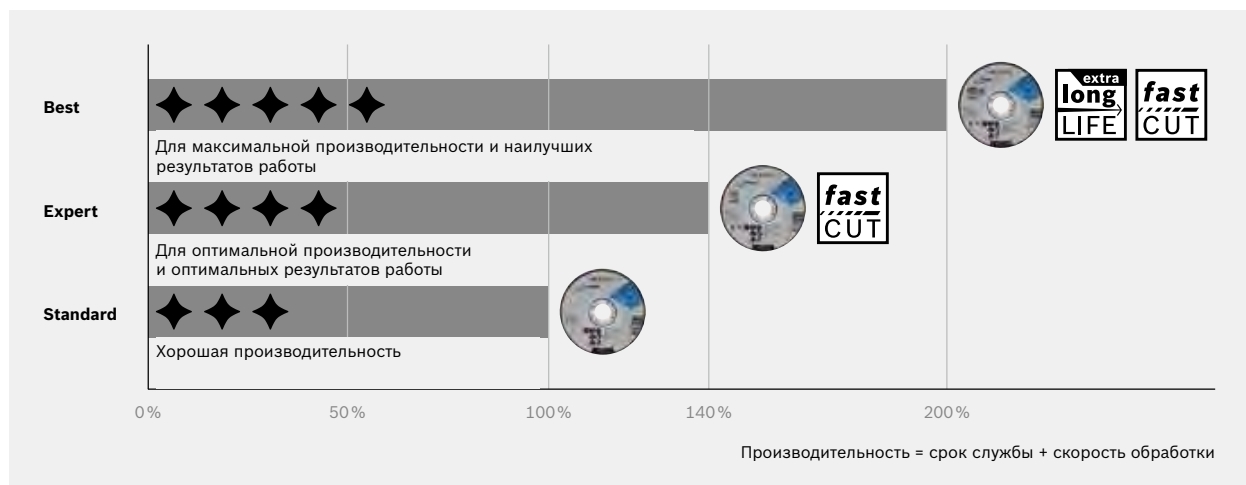 Best
extra
long
LIFE
fast
CUT
Для максимальной производительности и наилучших
результатов работы
Expert
fast
CUT
Для оптимальной производительности
и оптимальных результатов работы
Standard
Хорошая производительность
0 %
50 %
100 %
140 %
200 %
Производительность = срок службы + скорость обработки